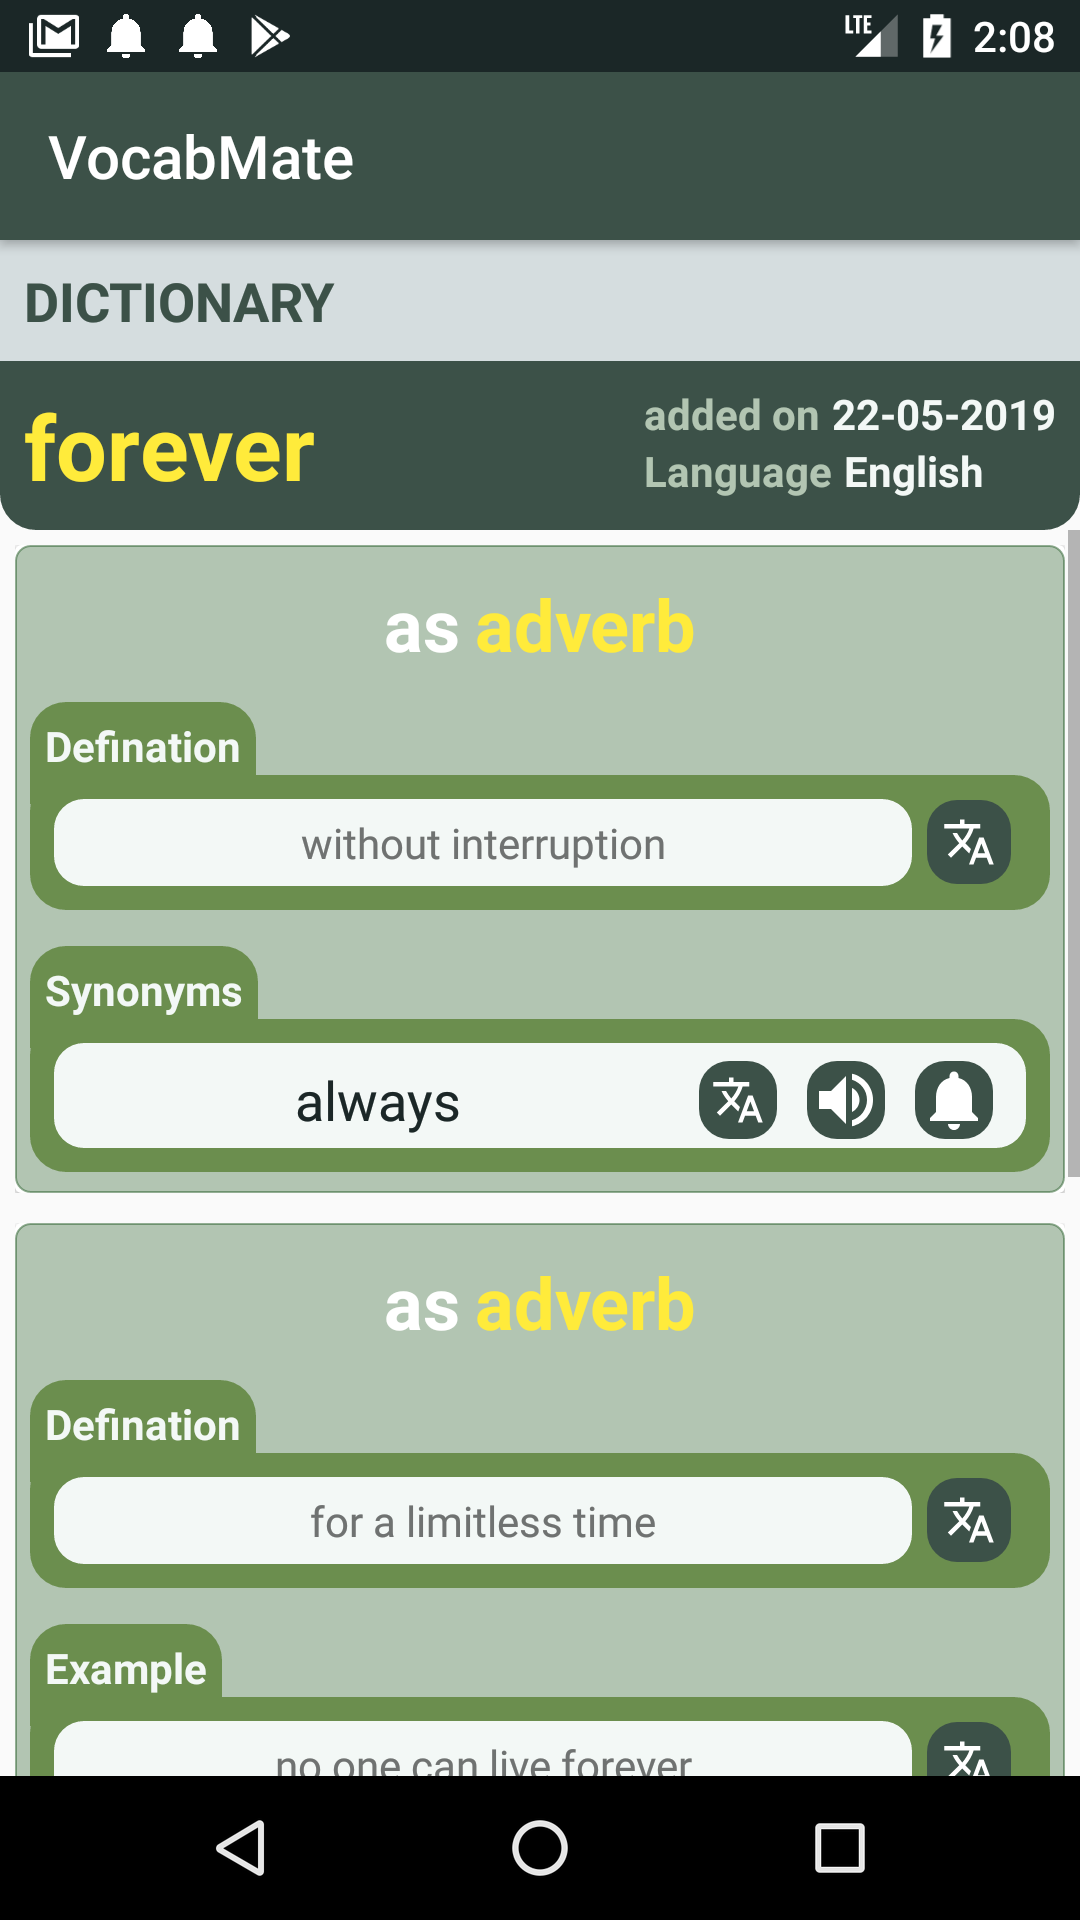 LTE 2:08
VocabMate
DICTIONARY
forever
added on 22-05-2019
Language English
as adverb
Defination
without interruption
Synonyms
always
as adverb
Defination
for a limitless time
Example
no one can live forever